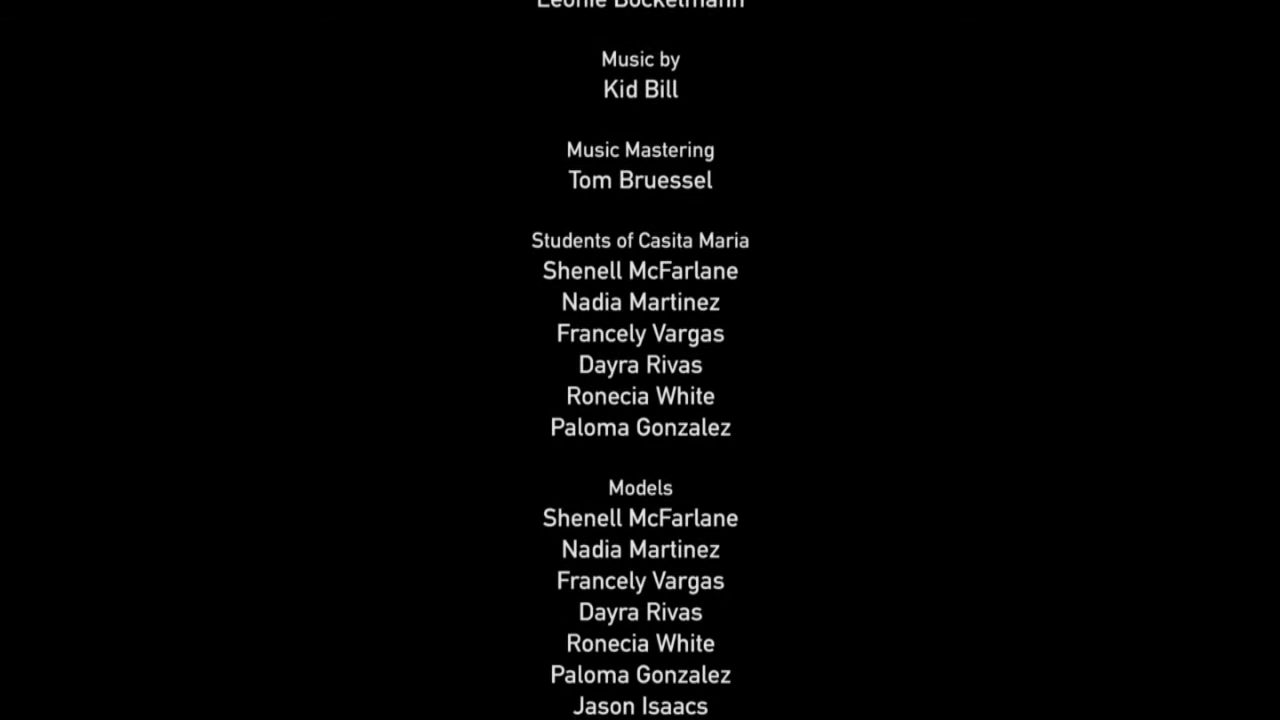 Leonie Bockelmann
Music by
Kid Bill
Music Mastering
Tom Bruessel
Students of Casita Maria
Shenell McFarlane
Nadia Martinez
Francely Vargas
Dayra Rivas
Ronecia White
Paloma Gonzalez
Models
Shenell McFarlane
Nadia Martinez
Francely Vargas
Dayra Rivas
Ronecia White
Paloma Gonzalez
Jason Isaacs